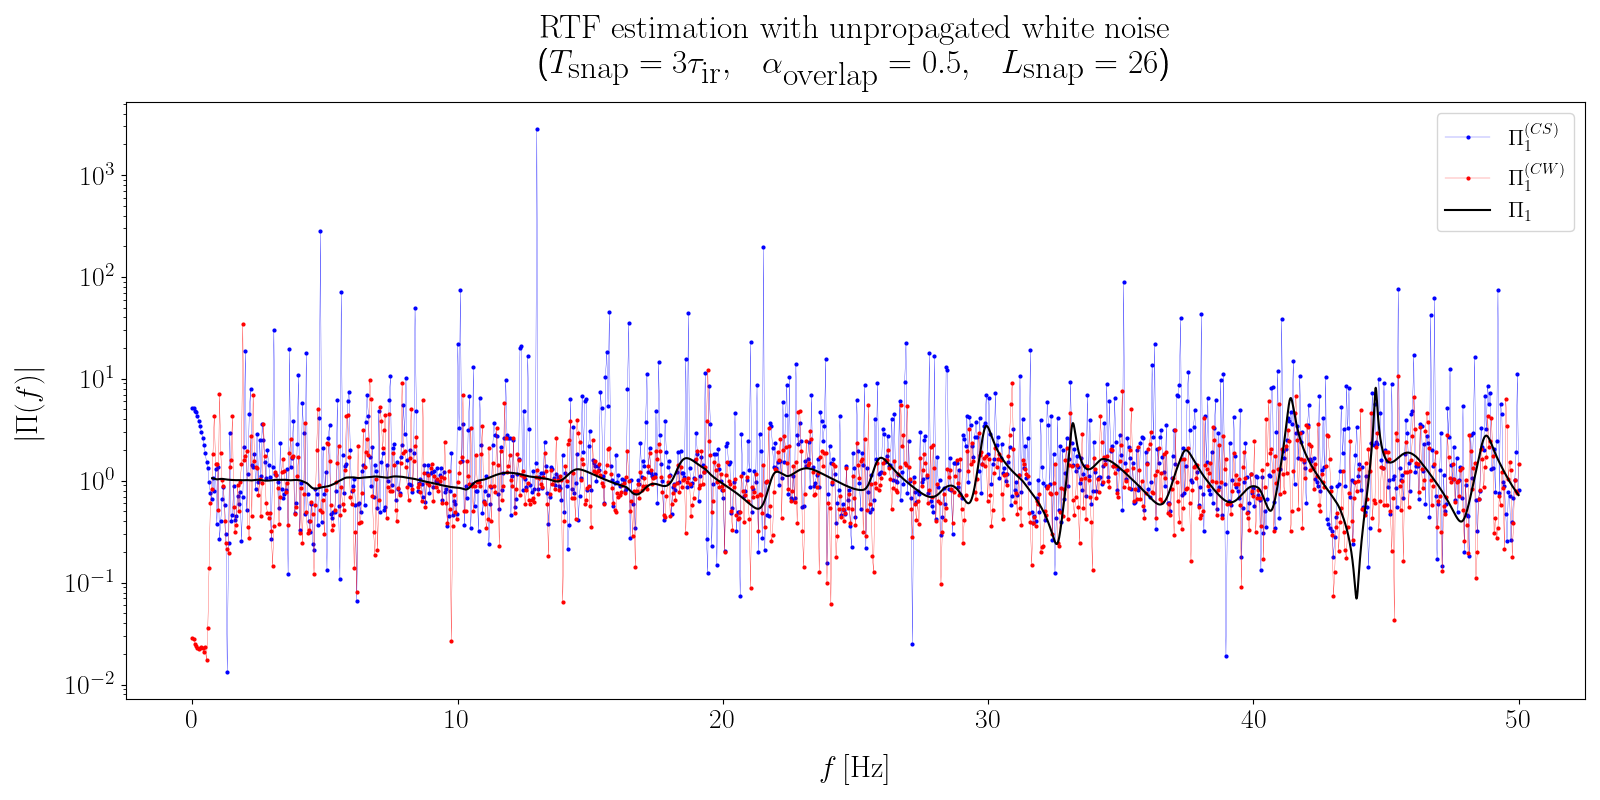 RTF estimation with unpropagated white noise
(T_snap = 3τ_ir, α_overlap = 0.5, L_snap = 26)
|Π(f)|
10^3
10^2
10^1
10^0
10^−1
10^−2
Π_1^(CS)
Π_1^(CW)
Π_1
0 10 20 30 40 50
f [Hz]